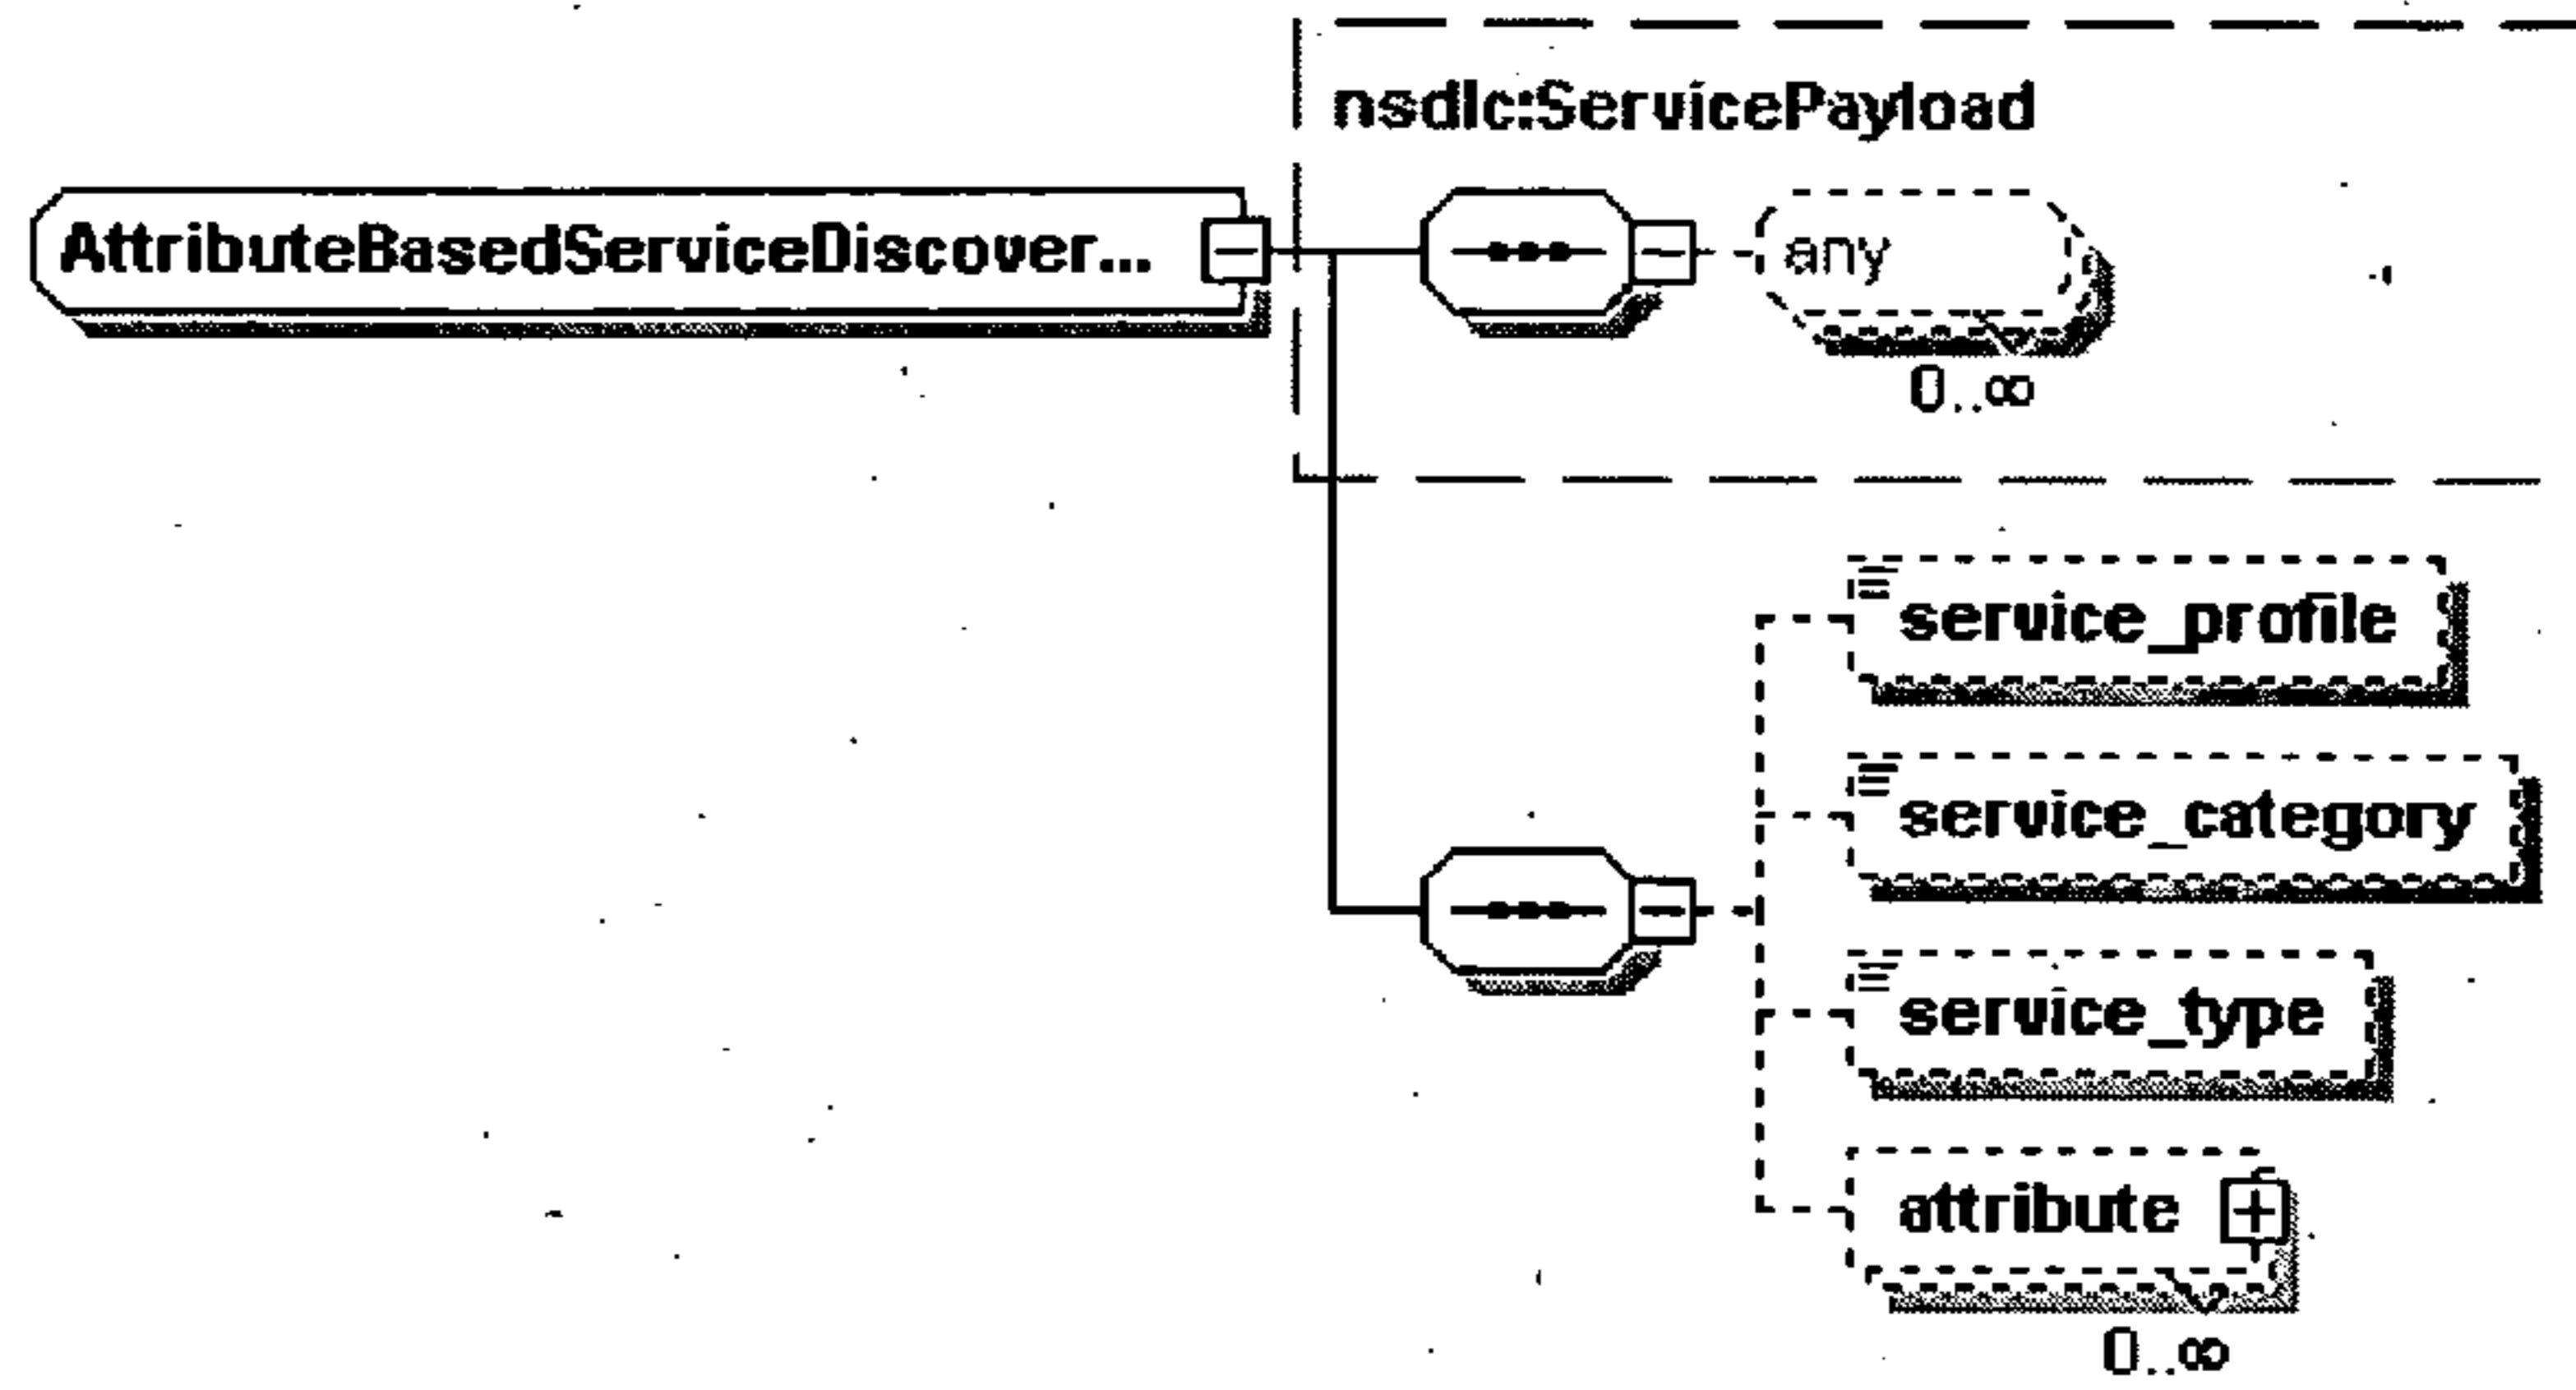 nsdlc:ServicePayload
AttributeBasedServiceDiscover...
any
0..∞
service_profile
service_category
service_type
attribute
0..∞